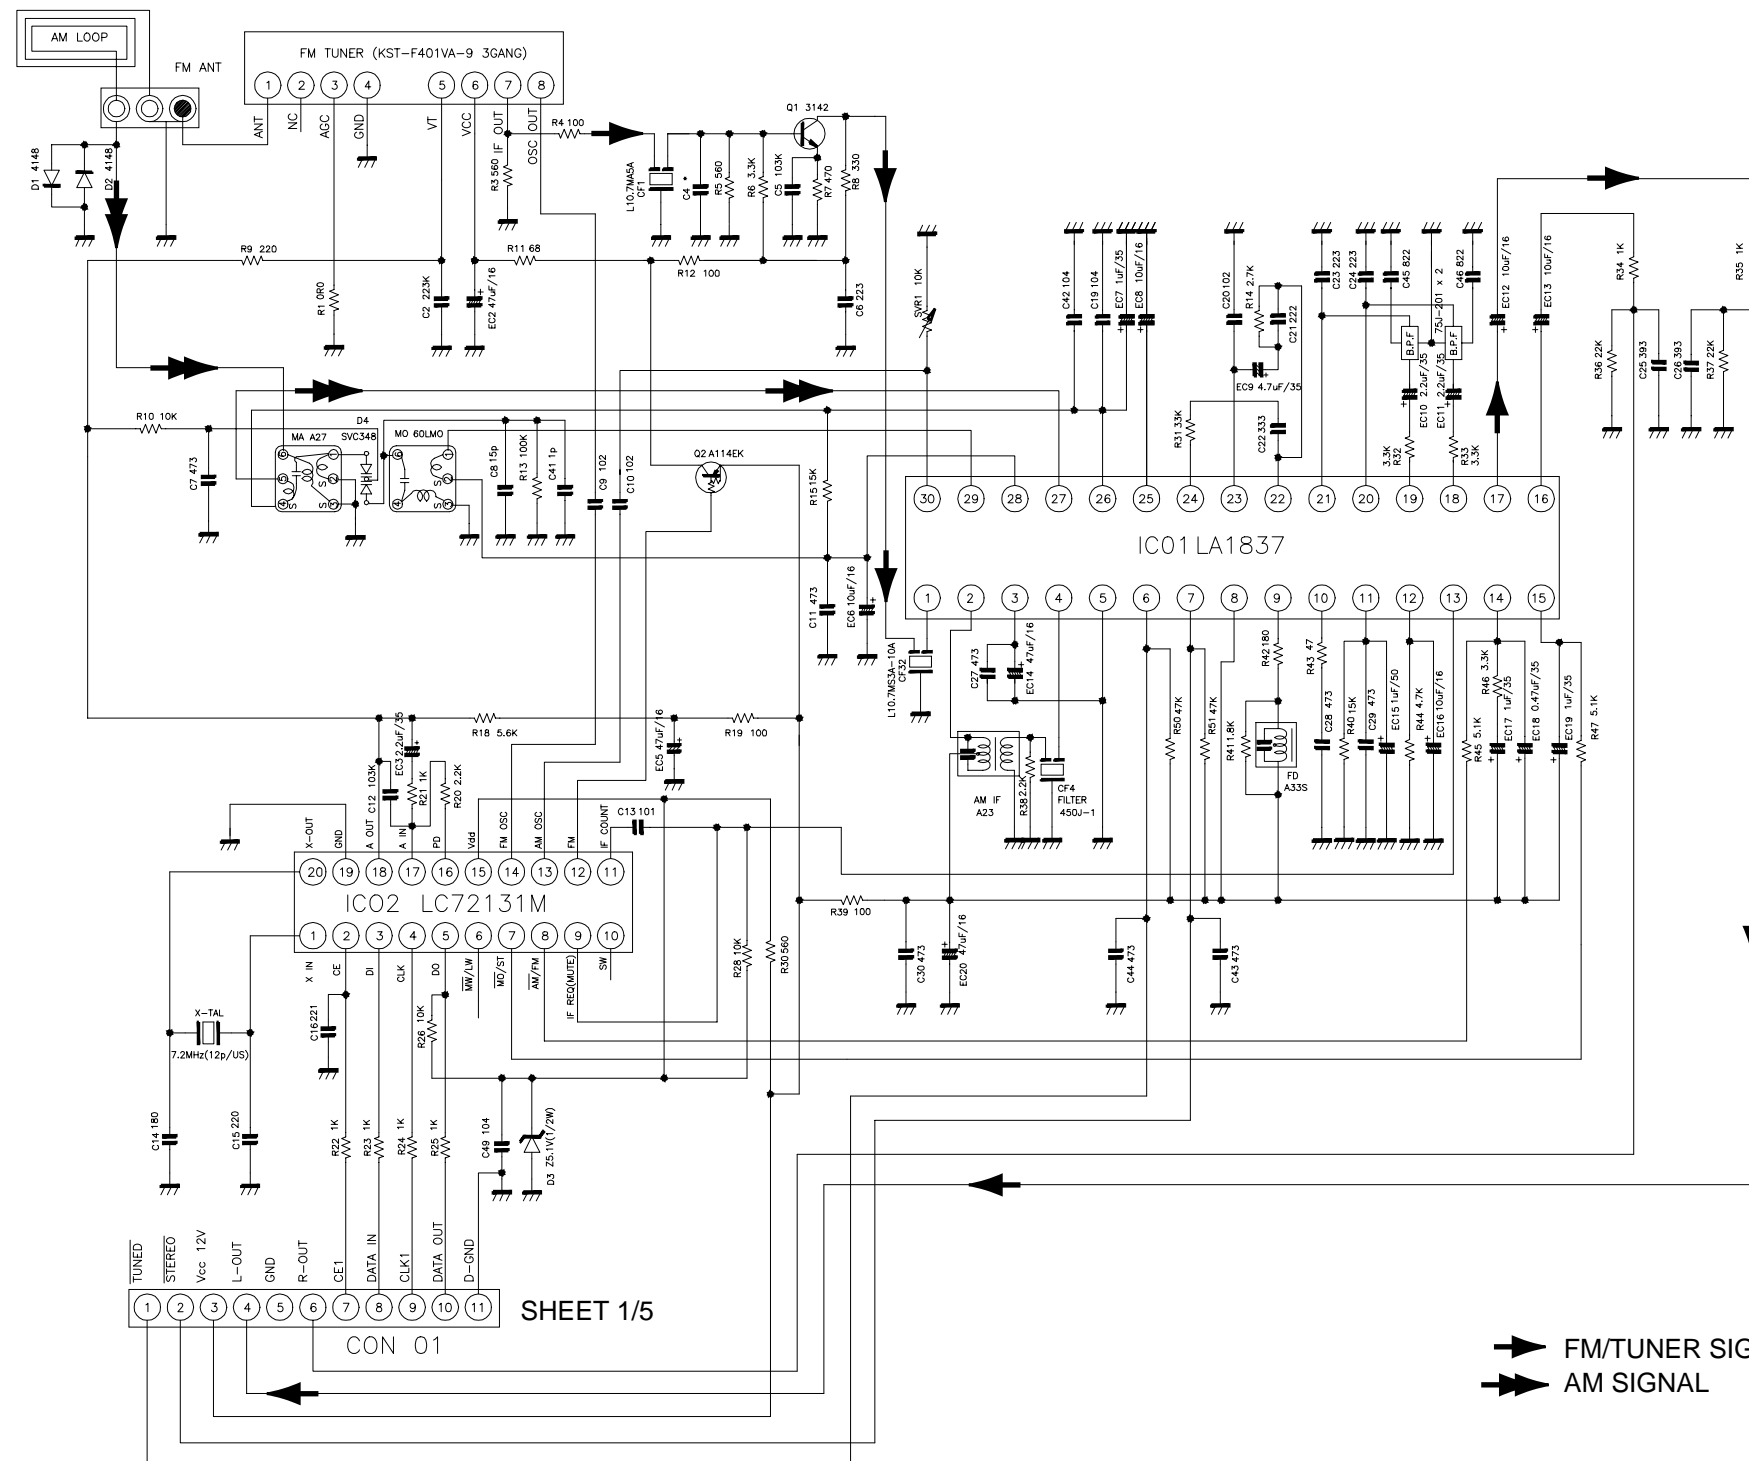 AM LOOP
FM ANT
FM TUNER (KST-F401VA-9 3GANG)
1 2 3 4 5 6 7 8
ANT
NC
AGC
GND
VT
VCC
IF OUT
OSC OUT
D1 4148
D2 4148
R3 560
R4 100
L10.7MA5A
CF1
C4 *
R5 560
R6 3.3K
C5 103K
Q1 3142
R7 470
R8 330
R9 220
R1 0R0
C2 223K
EC2 47uF/16
R11 68
R12 100
C6 223
SVR1 10K
C42 104
C19 104
EC7 1uF/35
EC8 10uF/16
C20 102
R14 2.7K
C21 222
EC9 4.7uF/35
C23 223
C24 223
C45 822
75J-201 x 2
C46 822
B.P.F
B.P.F
EC12 10uF/16
EC13 10uF/16
R34 1K
R35 1K
R36 22K
C25 393
C26 393
R37 22K
R10 10K
C7 473
MA A27
D4
SVC348
MO 60LMO
C8 15p
R13 100K
C41 1p
C9 102
C10 102
Q2 A114EK
R15 15K
R31 33K
C22 333
EC10 2.2uF/35
EC11 2.2uF/35
3.3K
R32
R33
3.3K
30 29 28 27 26 25 24 23 22 21 20 19 18 17 16
IC01 LA1837
1 2 3 4 5 6 7 8 9 10 11 12 13 14 15
C11 473
EC6 10uF/16
L10.7MS3A-10A
CF32
C27 473
EC14 47uF/16
R50 47K
R51 47K
R42 180
R41 1.8K
FD
A33S
R43 47
C28 473
R40 15K
C29 473
EC15 1uF/50
R44 4.7K
EC16 10uF/16
R45 5.1K
R46 3.3K
EC17 1uF/35
EC18 0.47uF/35
EC19 1uF/35
R47 5.1K
AM IF
A23
R38 2.2K
CF4
FILTER
450J-1
R18 5.6K
EC5 47uF/16
R19 100
C12 103K
EC3 2.2uF/35
R21 1K
R20 2.2K
C13 101
X-OUT
GND
A OUT
A IN
PD
Vdd
FM OSC
AM OSC
FM
IF COUNT
20 19 18 17 16 15 14 13 12 11
IC02 LC72131M
1 2 3 4 5 6 7 8 9 10
X IN
CE
DI
CLK
DO
MW/LW
MO/ST
AM/FM
IF REQ(MUTE)
SW
R39 100
C30 473
EC20 47uF/16
C44 473
C43 473
R28 10K
R30 560
X-TAL
7.2MHz(12p/US)
C16 221
R26 10K
C14 180
C15 220
R22 1K
R23 1K
R24 1K
R25 1K
C49 104
D3 Z5.1V(1/2W)
TUNED
STEREO
Vcc 12V
L-OUT
GND
R-OUT
CE1
DATA IN
CLK1
DATA OUT
D-GND
1 2 3 4 5 6 7 8 9 10 11
SHEET 1/5
CON 01
FM/TUNER SIG
AM SIGNAL